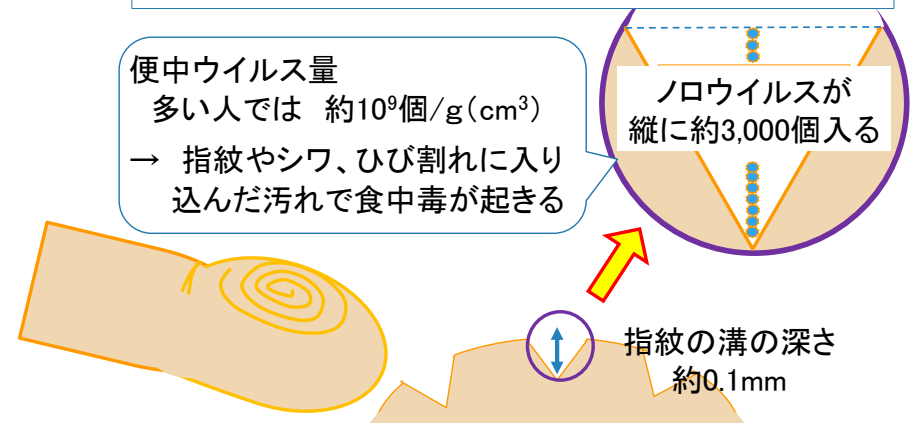 便中ウイルス量
多い人では 約10⁹個/g(cm³)
→ 指紋やシワ、ひび割れに入り
込んだ汚れで食中毒が起きる
ノロウイルスが
縦に約3,000個入る
指紋の溝の深さ
約0.1mm